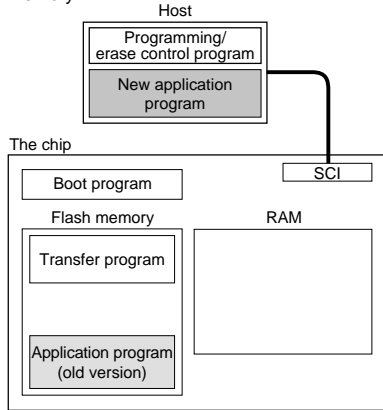 Host
Programming/
erase control program
New application
program
The chip
SCI
Boot program
Flash memory
RAM
Transfer program
Application program
(old version)